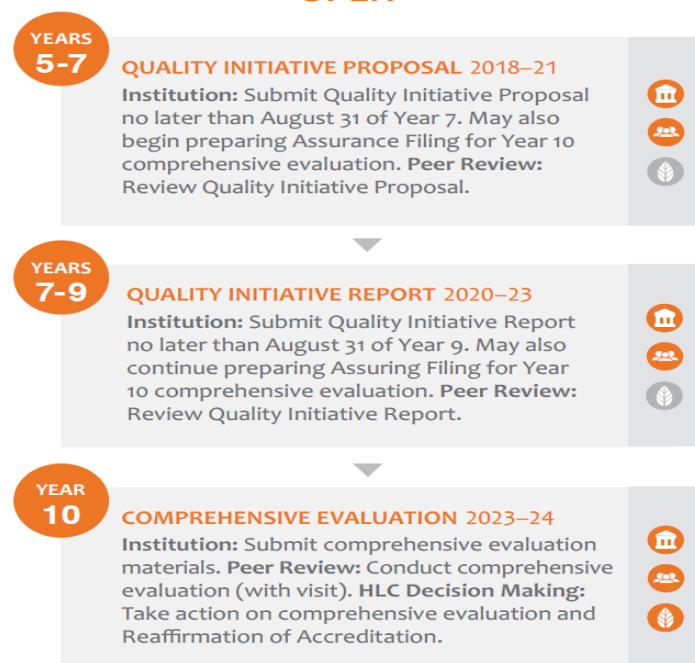 YEARS
5-7
QUALITY INITIATIVE PROPOSAL 2018–21
Institution: Submit Quality Initiative Proposal
no later than August 31 of Year 7. May also
begin preparing Assurance Filing for Year 10
comprehensive evaluation. Peer Review:
Review Quality Initiative Proposal.
YEARS
7-9
QUALITY INITIATIVE REPORT 2020–23
Institution: Submit Quality Initiative Report
no later than August 31 of Year 9. May also
continue preparing Assuring Filing for Year
10 comprehensive evaluation. Peer Review:
Review Quality Initiative Report.
YEAR
10
COMPREHENSIVE EVALUATION 2023–24
Institution: Submit comprehensive evaluation
materials. Peer Review: Conduct comprehensive
evaluation (with visit). HLC Decision Making:
Take action on comprehensive evaluation and
Reaffirmation of Accreditation.